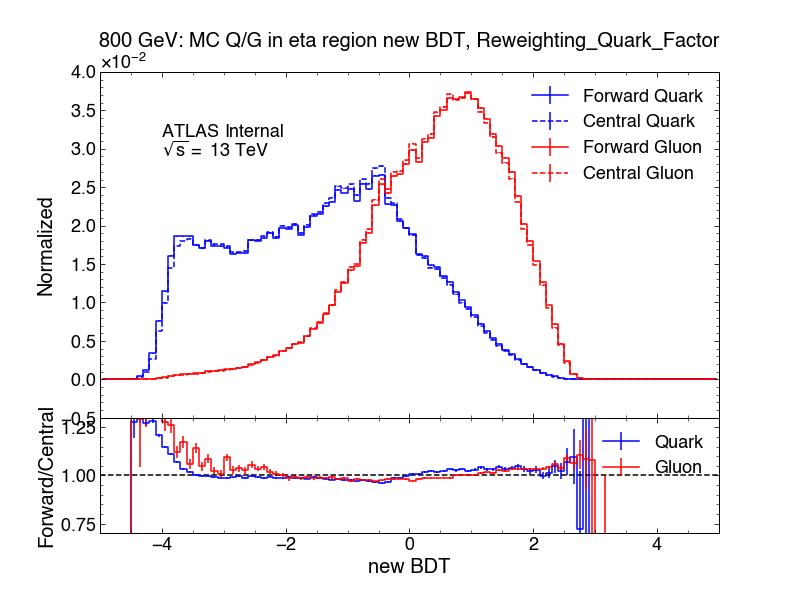 800 GeV: MC Q/G in eta region new BDT, Reweighting_Quark_Factor
×10⁻²
4.0
3.5
3.0
2.5
2.0
1.5
1.0
0.5
0.0
−0.5
Normalized
ATLAS Internal
√s = 13 TeV
Forward Quark
Central Quark
Forward Gluon
Central Gluon
1.25
1.00
0.75
Forward/Central
Quark
Gluon
−4 −2 0 2 4
new BDT